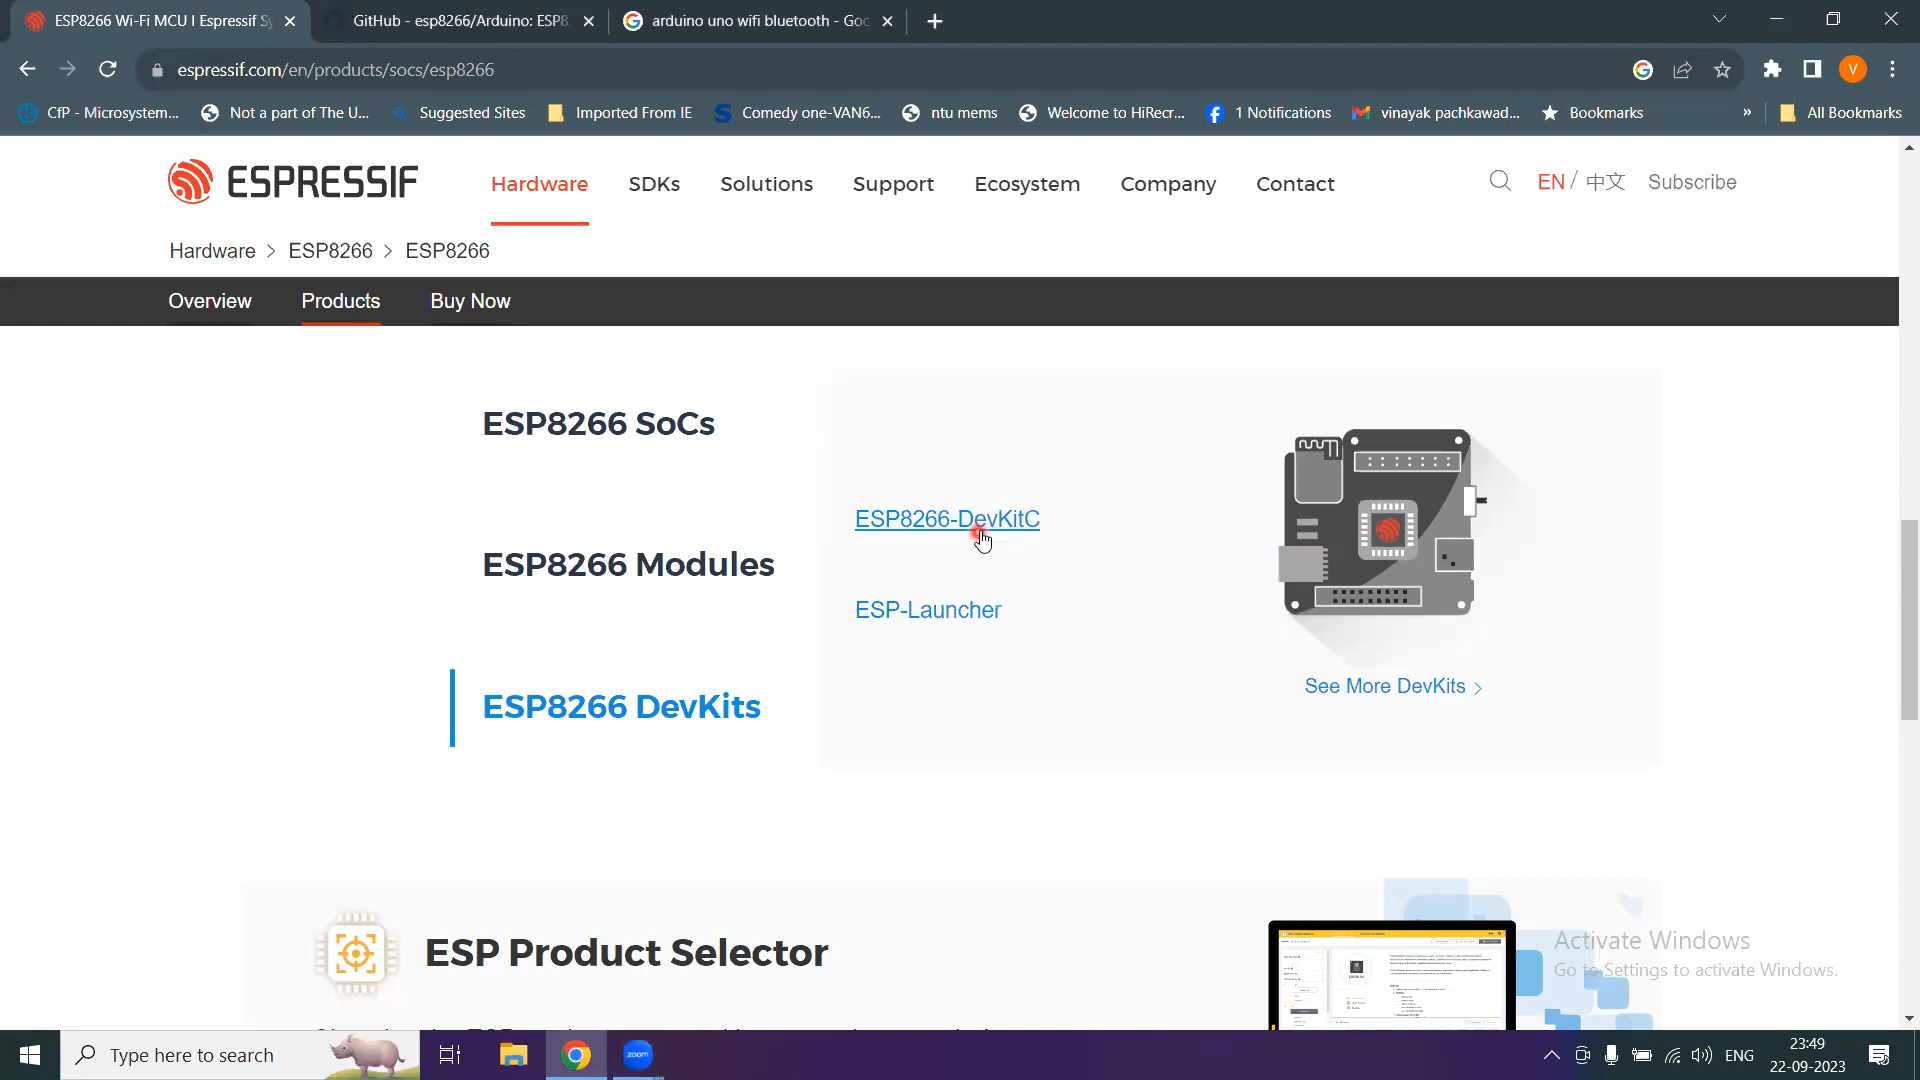 ESP8266 Wi-Fi MCU I Espressif Sy
GitHub - esp8266/Arduino: ESP8
arduino uno wifi bluetooth - Goo
espressif.com/en/products/socs/esp8266
V
CfP - Microsystem...
Not a part of The U...
Suggested Sites
Imported From IE
Comedy one-VAN6...
ntu mems
Welcome to HiRecr...
1 Notifications
vinayak pachkawad...
Bookmarks
»
All Bookmarks
ESPRESSIF
Hardware
SDKs
Solutions
Support
Ecosystem
Company
Contact
EN / 中文
Subscribe
Hardware > ESP8266 > ESP8266
Overview
Products
Buy Now
ESP8266 SoCs
ESP8266-DevKitC
ESP8266 Modules
ESP-Launcher
See More DevKits >
ESP8266 DevKits
ESP Product Selector
Activate Windows
Go to Settings to activate Windows.
Type here to search
zoom
ENG
23:49
22-09-2023